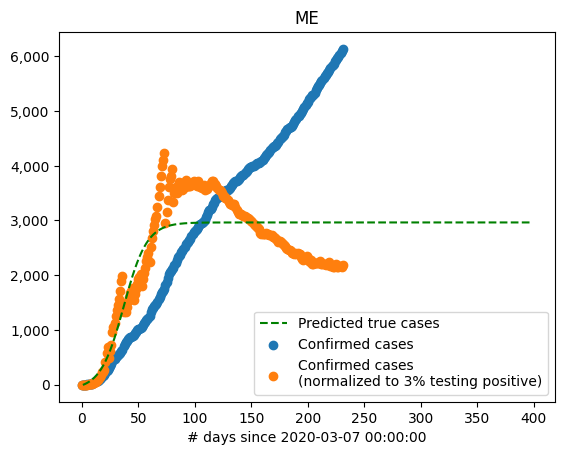 ME
6,000
5,000
4,000
3,000
2,000
1,000
0
Predicted true cases
Confirmed cases
Confirmed cases
(normalized to 3% testing positive)
0 50 100 150 200 250 300 350 400
# days since 2020-03-07 00:00:00